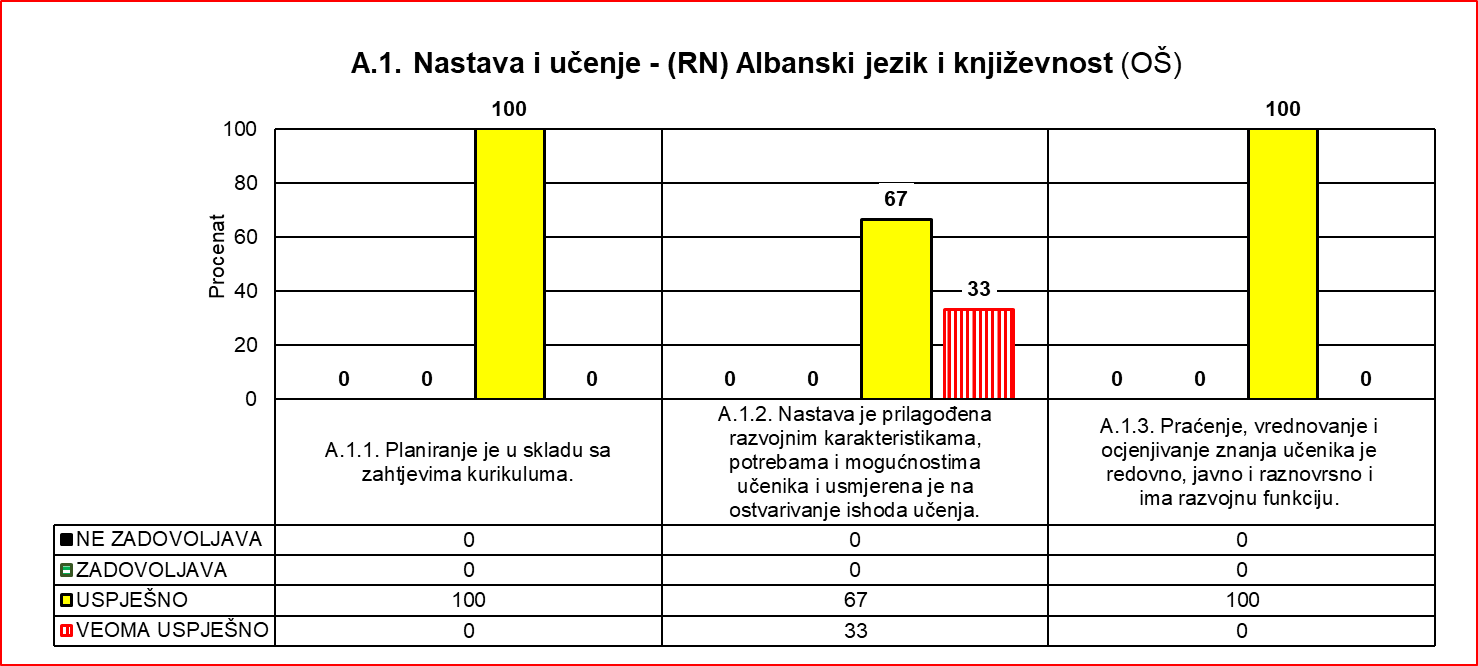 A.1. Nastava i učenje - (RN) Albanski jezik i književnost (OŠ)
Procenat
100
80
60
40
20
0
0
0
100
0
0
0
67
33
0
0
100
0
A.1.1. Planiranje je u skladu sa
zahtjevima kurikuluma.
A.1.2. Nastava je prilagođena
razvojnim karakteristikama,
potrebama i mogućnostima
učenika i usmjerena je na
ostvarivanje ishoda učenja.
A.1.3. Praćenje, vrednovanje i
ocjenjivanje znanja učenika je
redovno, javno i raznovrsno i
ima razvojnu funkciju.
NE ZADOVOLJAVA 0 0 0
ZADOVOLJAVA 0 0 0
USPJEŠNO 100 67 100
VEOMA USPJEŠNO 0 33 0